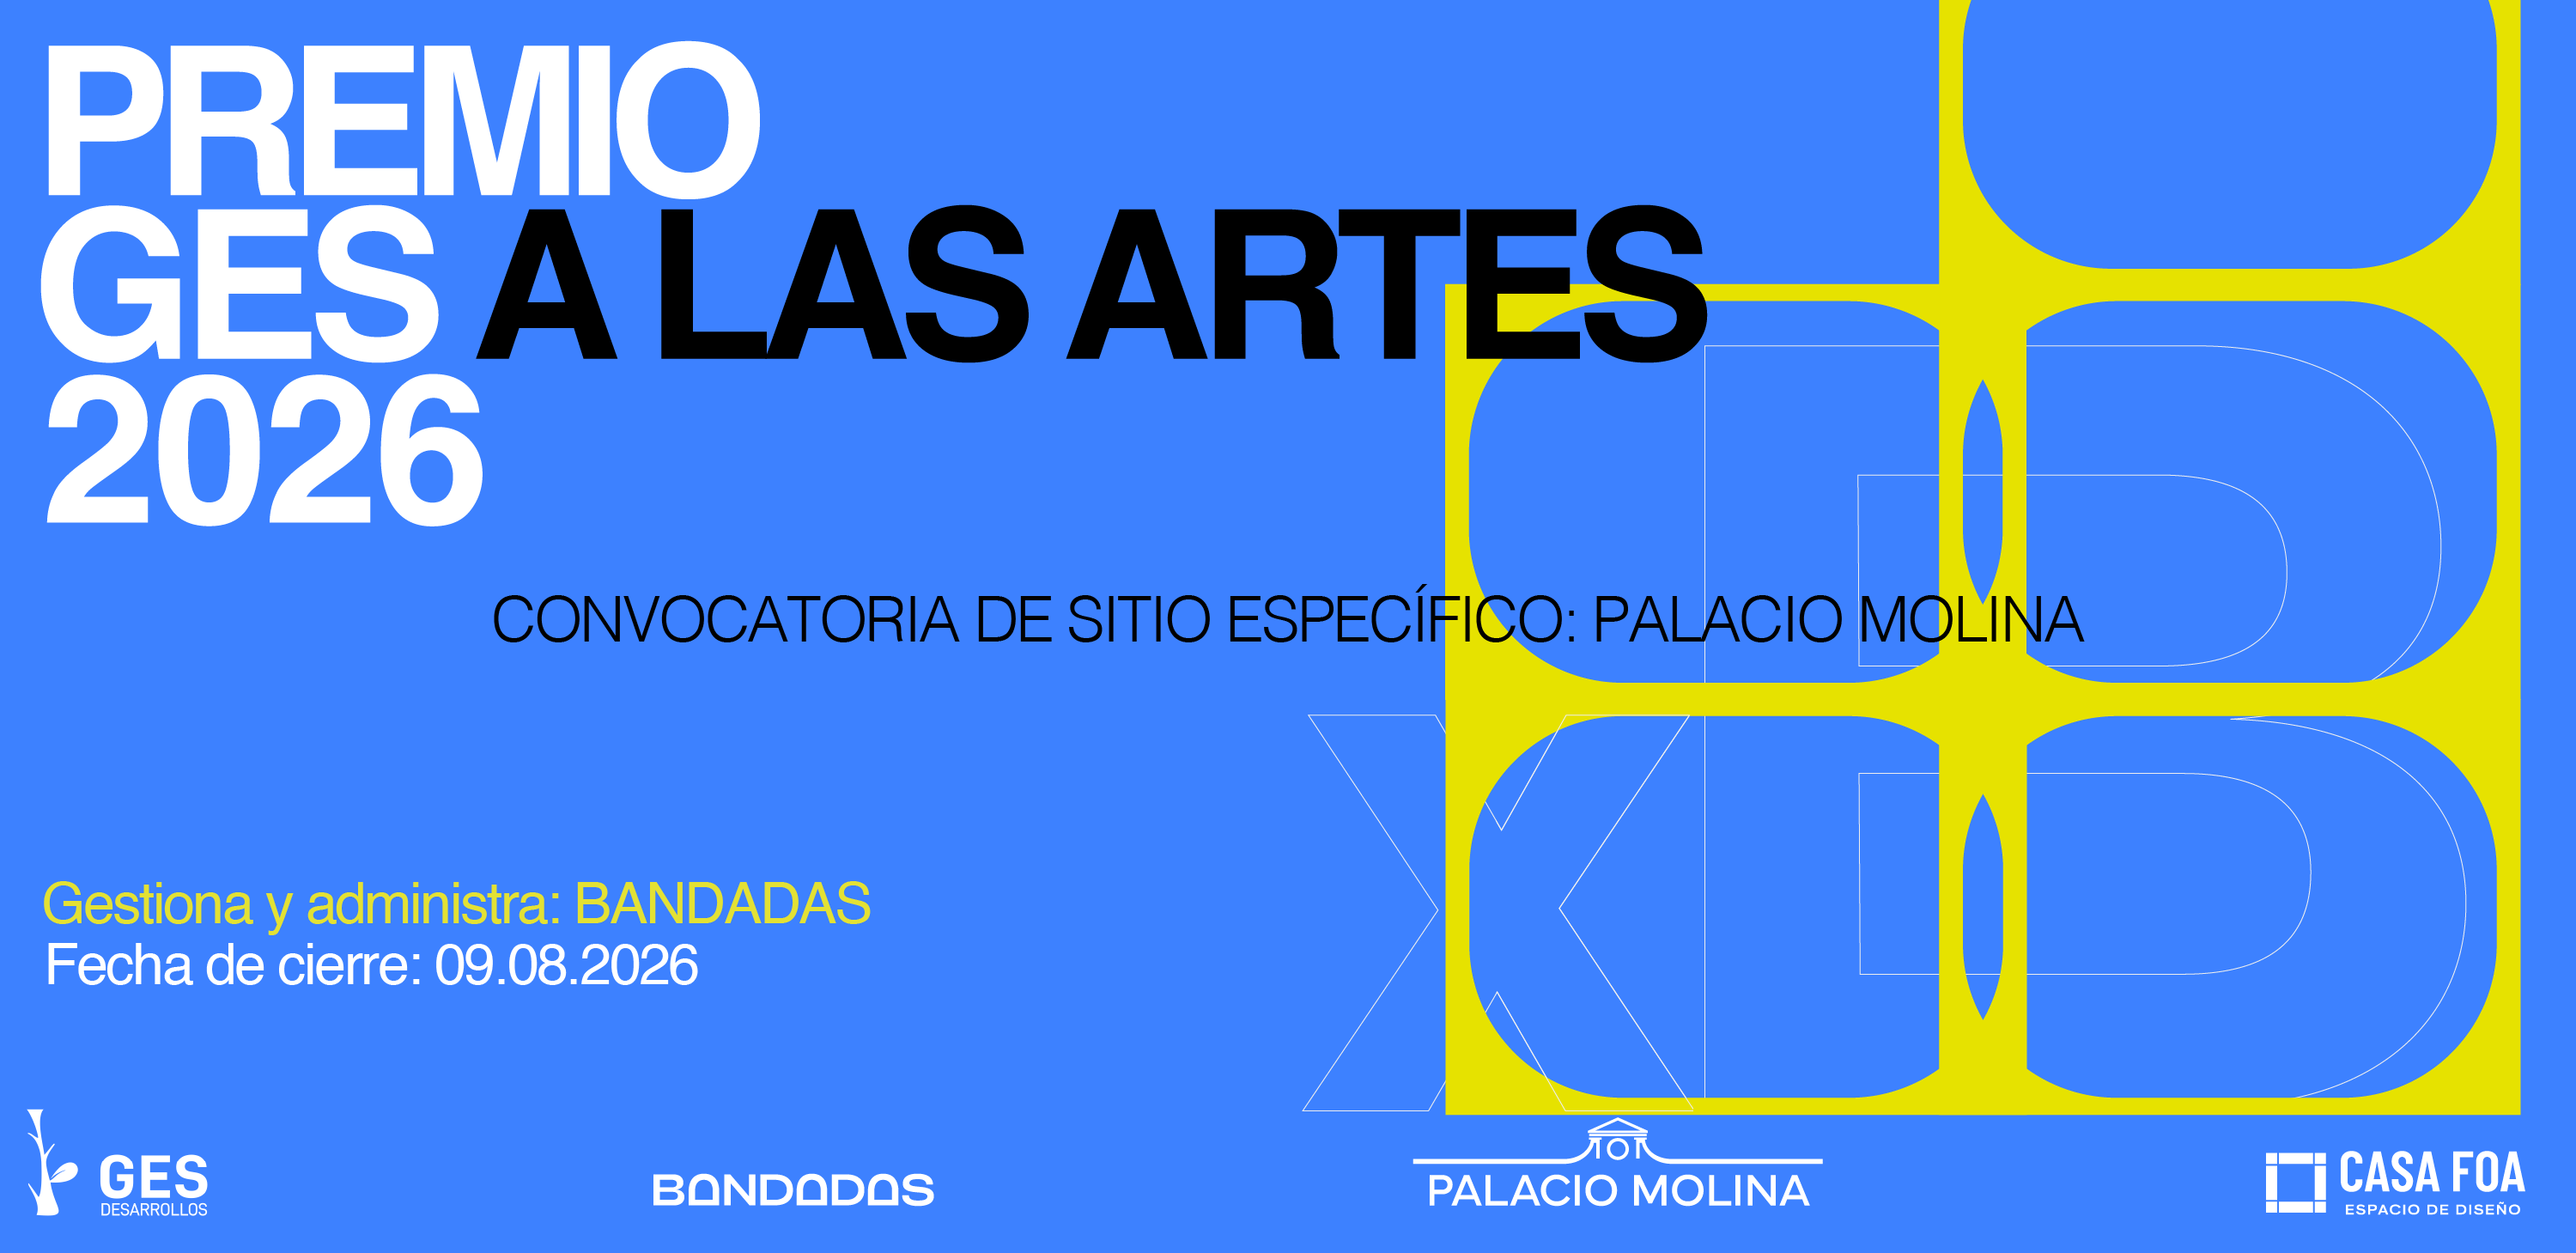 PREMIO
GES A LAS ARTES
2026
CONVOCATORIA DE SITIO ESPECÍFICO: PALACIO MOLINA
XB
Gestiona y administra: BANDADAS
Fecha de cierre: 09.08.2026
GES
DESARROLLOS
BANDADAS
PALACIO MOLINA
CASA FOA
ESPACIO DE DISEÑO